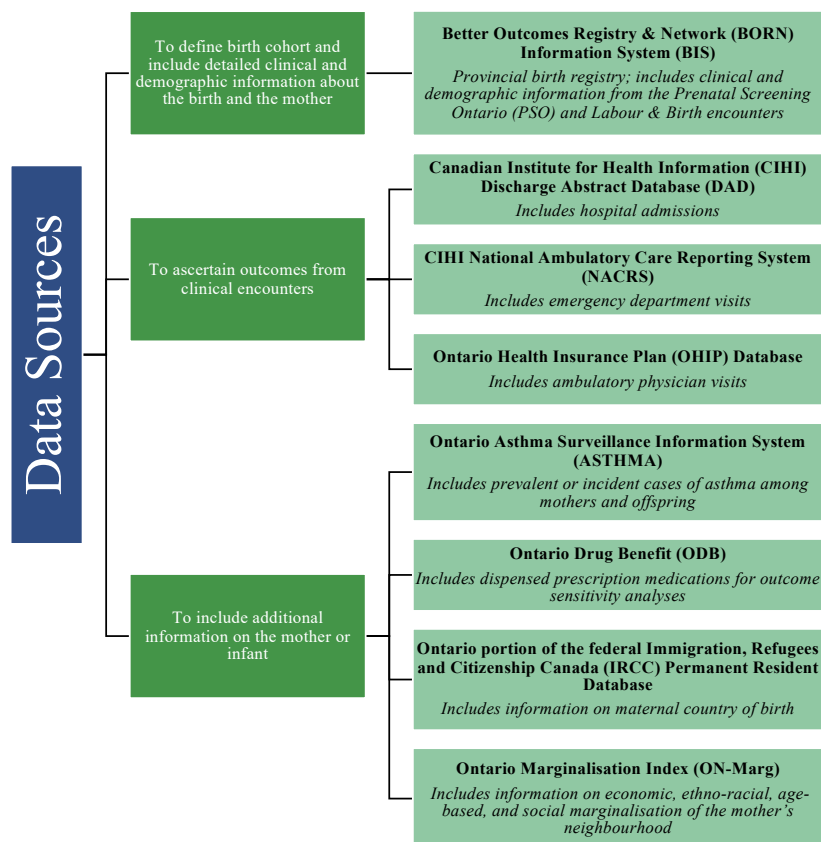 Data Sources
To define birth cohort and
include detailed clinical and
demographic information about
the birth and the mother
Better Outcomes Registry & Network (BORN)
Information System (BIS)
Provincial birth registry; includes clinical and
demographic information from the Prenatal Screening
Ontario (PSO) and Labour & Birth encounters
To ascertain outcomes from
clinical encounters
Canadian Institute for Health Information (CIHI)
Discharge Abstract Database (DAD)
Includes hospital admissions
CIHI National Ambulatory Care Reporting System
(NACRS)
Includes emergency department visits
Ontario Health Insurance Plan (OHIP) Database
Includes ambulatory physician visits
To include additional
information on the mother or
infant
Ontario Asthma Surveillance Information System
(ASTHMA)
Includes prevalent or incident cases of asthma among
mothers and offspring
Ontario Drug Benefit (ODB)
Includes dispensed prescription medications for outcome
sensitivity analyses
Ontario portion of the federal Immigration, Refugees
and Citizenship Canada (IRCC) Permanent Resident
Database
Includes information on maternal country of birth
Ontario Marginalisation Index (ON-Marg)
Includes information on economic, ethno-racial, age-
based, and social marginalisation of the mother's
neighbourhood